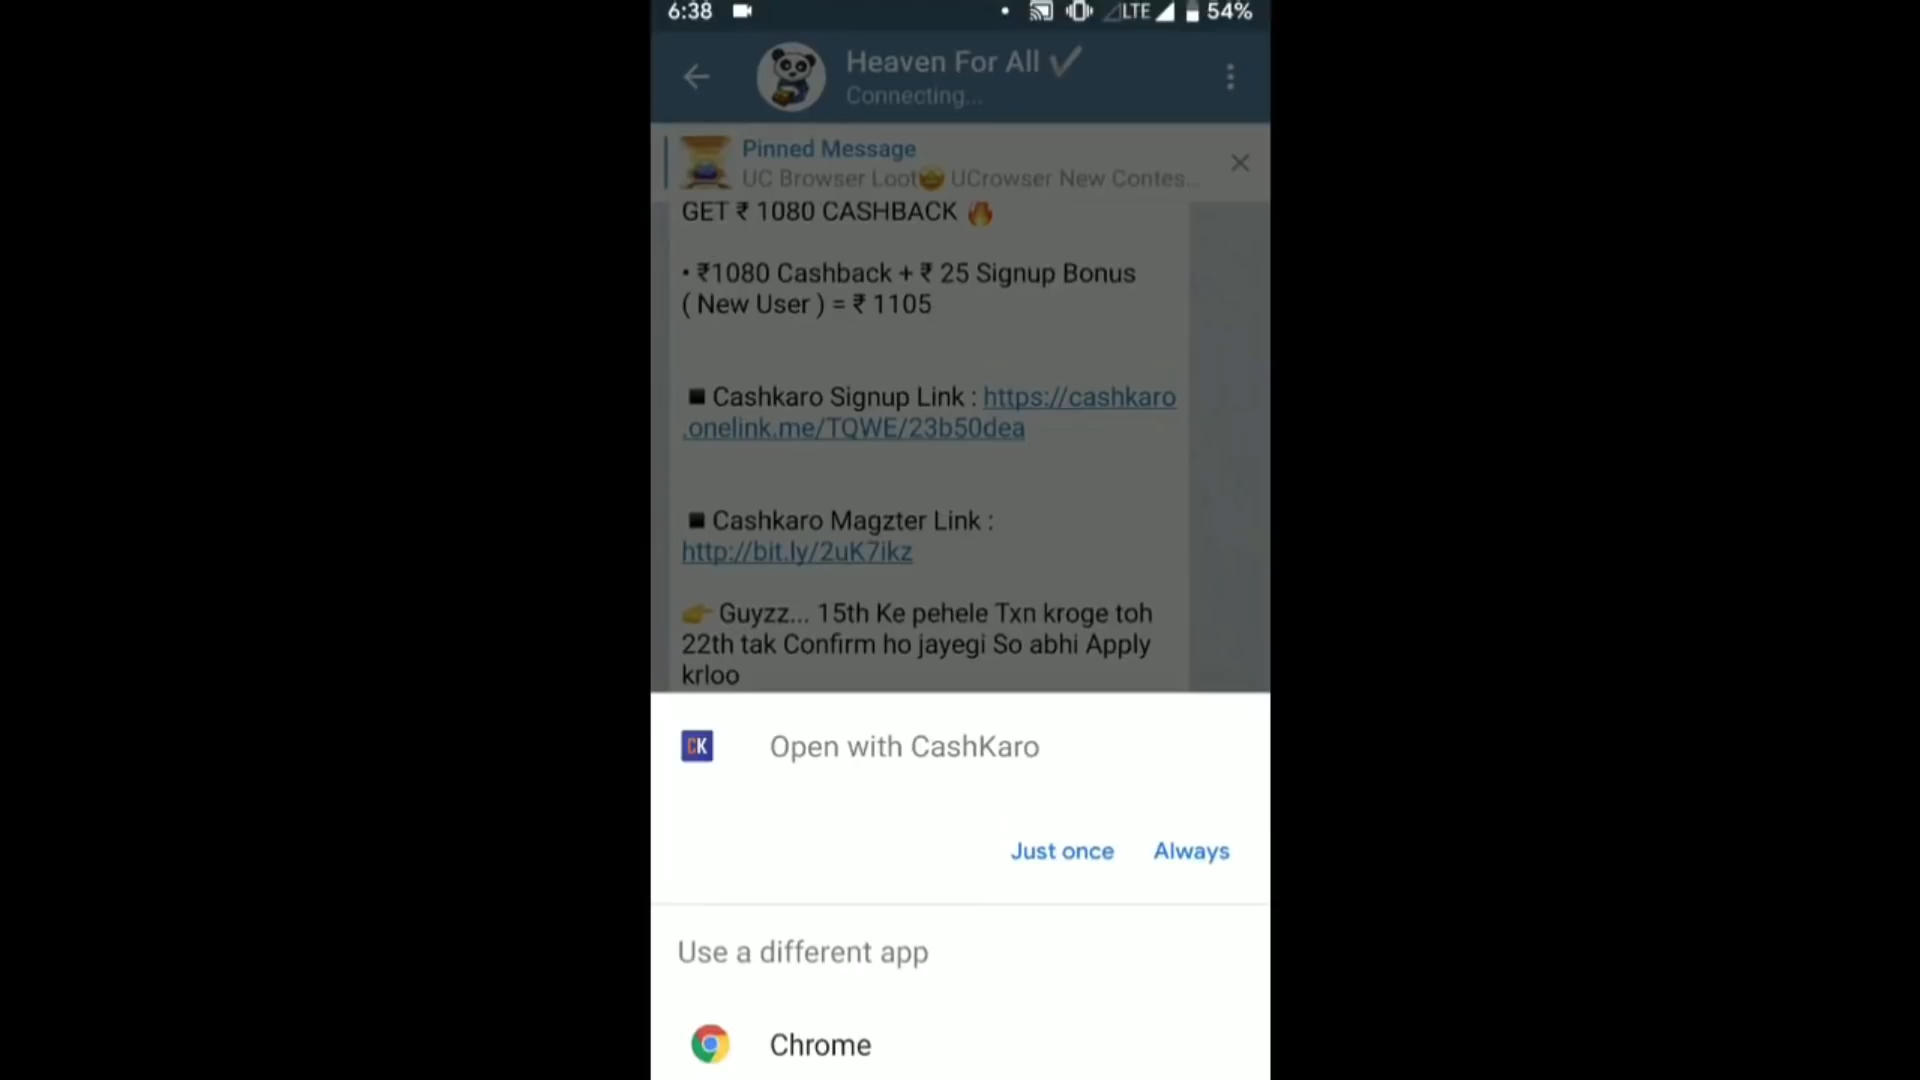 6:38 LTE 54%
Heaven For All ✓
Connecting...
Pinned Message
UC Browser Loot🤩 UCrowser New Contes...
GET ₹ 1080 CASHBACK 🔥
• ₹1080 Cashback + ₹ 25 Signup Bonus
( New User ) = ₹ 1105
◾ Cashkaro Signup Link : https://cashkaro
.onelink.me/TQWE/23b50dea
◾ Cashkaro Magzter Link :
http://bit.ly/2uK7ikz
👉 Guyzz... 15th Ke pehele Txn kroge toh
22th tak Confirm ho jayegi So abhi Apply
krloo
CK Open with CashKaro
Just once Always
Use a different app
Chrome